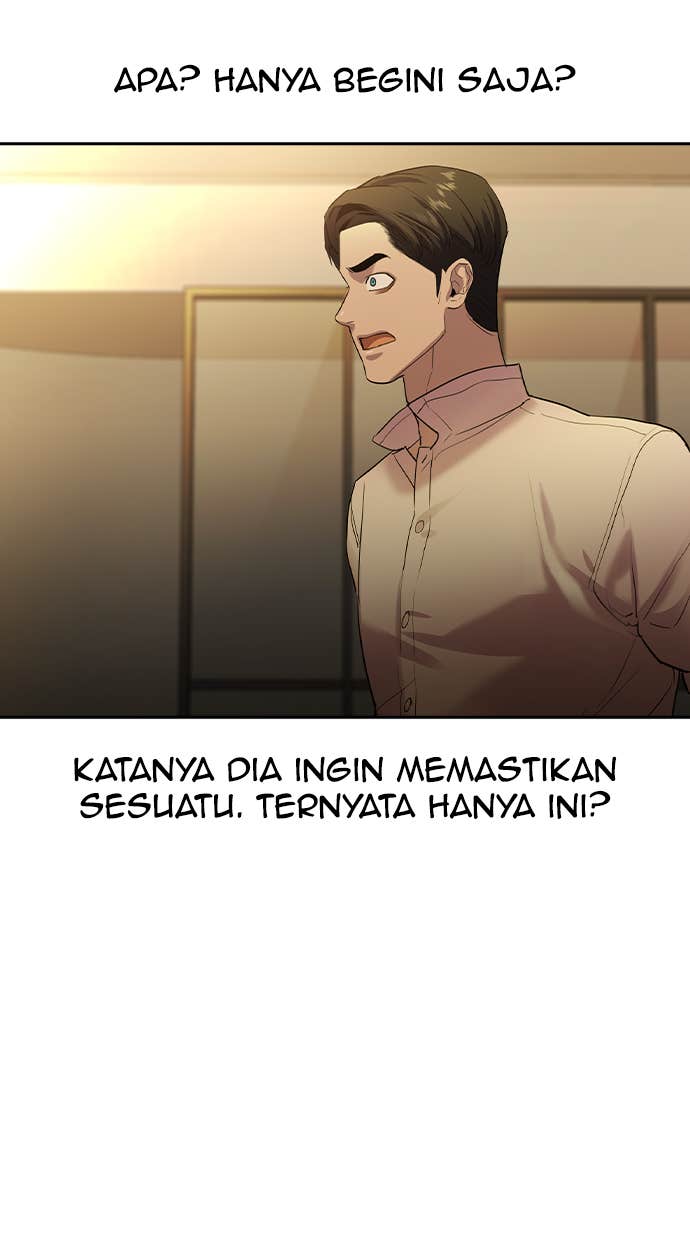 APA? HANYA BEGINI SAJA?
KATANYA DIA INGIN MEMASTIKAN
SESUATU. TERNYATA HANYA INI?